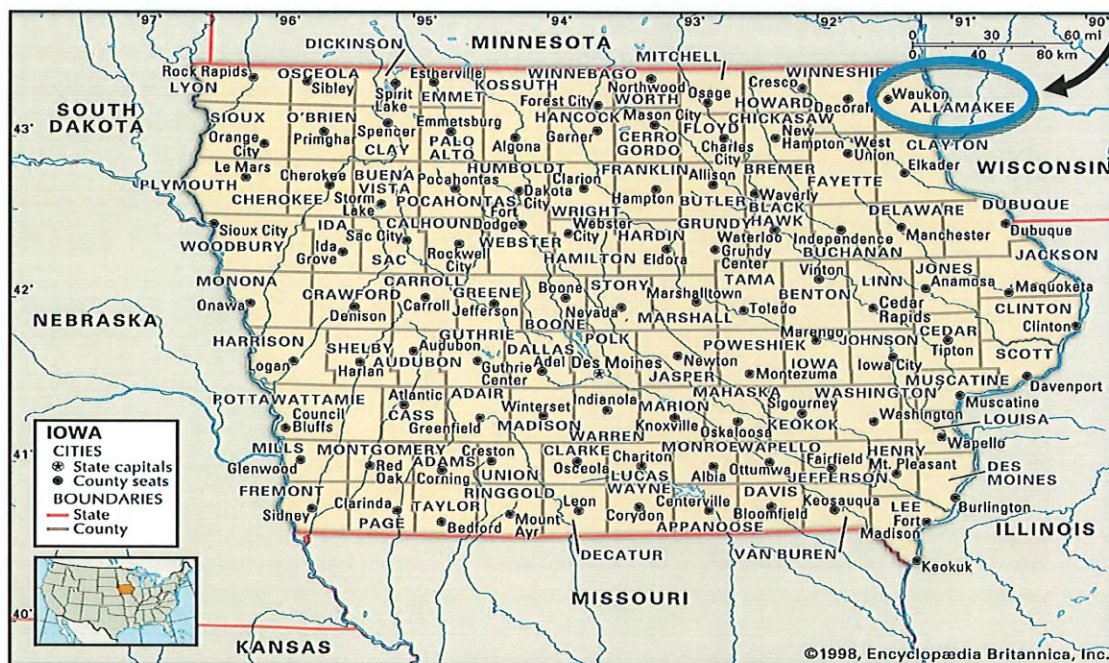 97° 96° 95° 94° 93° 92° 91° 90°
DICKINSON MINNESOTA MITCHELL
0 30 60 mi
0 40 80 km
Rock Rapids OSCEOLA Estherville KOSSUTH WINNEBAGO Northwood Osage Cresco WINNESHIE Waukon
LYON Sibley Spirit Lake EMMET Forest City WORTH HOWARD Decorah ALLAMAKEE
SOUTH DAKOTA
43°
SIOUX O'BRIEN Spencer Emmetsburg HANCOCK Mason City FLOYD CHICKASAW CLAYTON
Orange City Primghar CLAY PALO ALTO Algona Garner CERRO GORDO Charles City New Hampton West Union Elkader WISCONSIN
Le Mars Cherokee BUENA VISTA Pocahontas HUMBOLDT Clarion FRANKLIN Allison BREMER FAYETTE
PLYMOUTH CHEROKEE Storm Lake POCAHONTAS Dakota City WRIGHT Hampton BUTLER Waverly DELAWARE DUBUQUE
Sioux City IDA Sac City CALHOUN Fort Dodge Webster City HARDIN GRUNDY BLACK HAWK Independence Manchester Dubuque
WOODBURY Ida Grove SAC Rockwell City WEBSTER HAMILTON Eldora Waterloo Grundy Center BUCHANAN JACKSON
MONONA CRAWFORD CARROLL GREENE Boone STORY Marshalltown TAMA Vinton LINN JONES Anamosa Maquoketa
42°
Onawa Denison Carroll Jefferson BOONE Nevada MARSHALL Toledo BENTON Cedar Rapids CLINTON
NEBRASKA
HARRISON SHELBY Audubon GUTHRIE DALLAS POLK POWESHIEK Marengo JOHNSON CEDAR Clinton
Logan Harlan AUDUBON Guthrie Center Adel Des Moines JASPER Newton Montezuma IOWA Iowa City Tipton SCOTT
POTTAWATTAMIE Atlantic ADAIR Winterset Indianola MARION MAHASKA Sigourney WASHINGTON MUSCATINE Davenport
Council Bluffs CASS Greenfield MADISON WARREN Knoxville Oskaloosa KEOKUK Washington Muscatine LOUISA
41°
MILLS MONTGOMERY Creston CLARKE Chariton MONROE WAPELLO Fairfield HENRY Wapello
Glenwood Red Oak ADAMS Corning UNION Osceola LUCAS Albia Ottumwa JEFFERSON Mt. Pleasant DES MOINES
FREMONT Clarinda TAYLOR RINGGOLD Leon WAYNE Centerville DAVIS Keosauqua LEE Burlington
Sidney PAGE Bedford Mount Ayr Corydon APPANOOSE Bloomfield Fort Madison ILLINOIS
DECATUR VAN BUREN Keokuk
MISSOURI
40°
KANSAS
IOWA
CITIES
State capitals
County seats
BOUNDARIES
State
County
©1998, Encyclopædia Britannica, Inc.